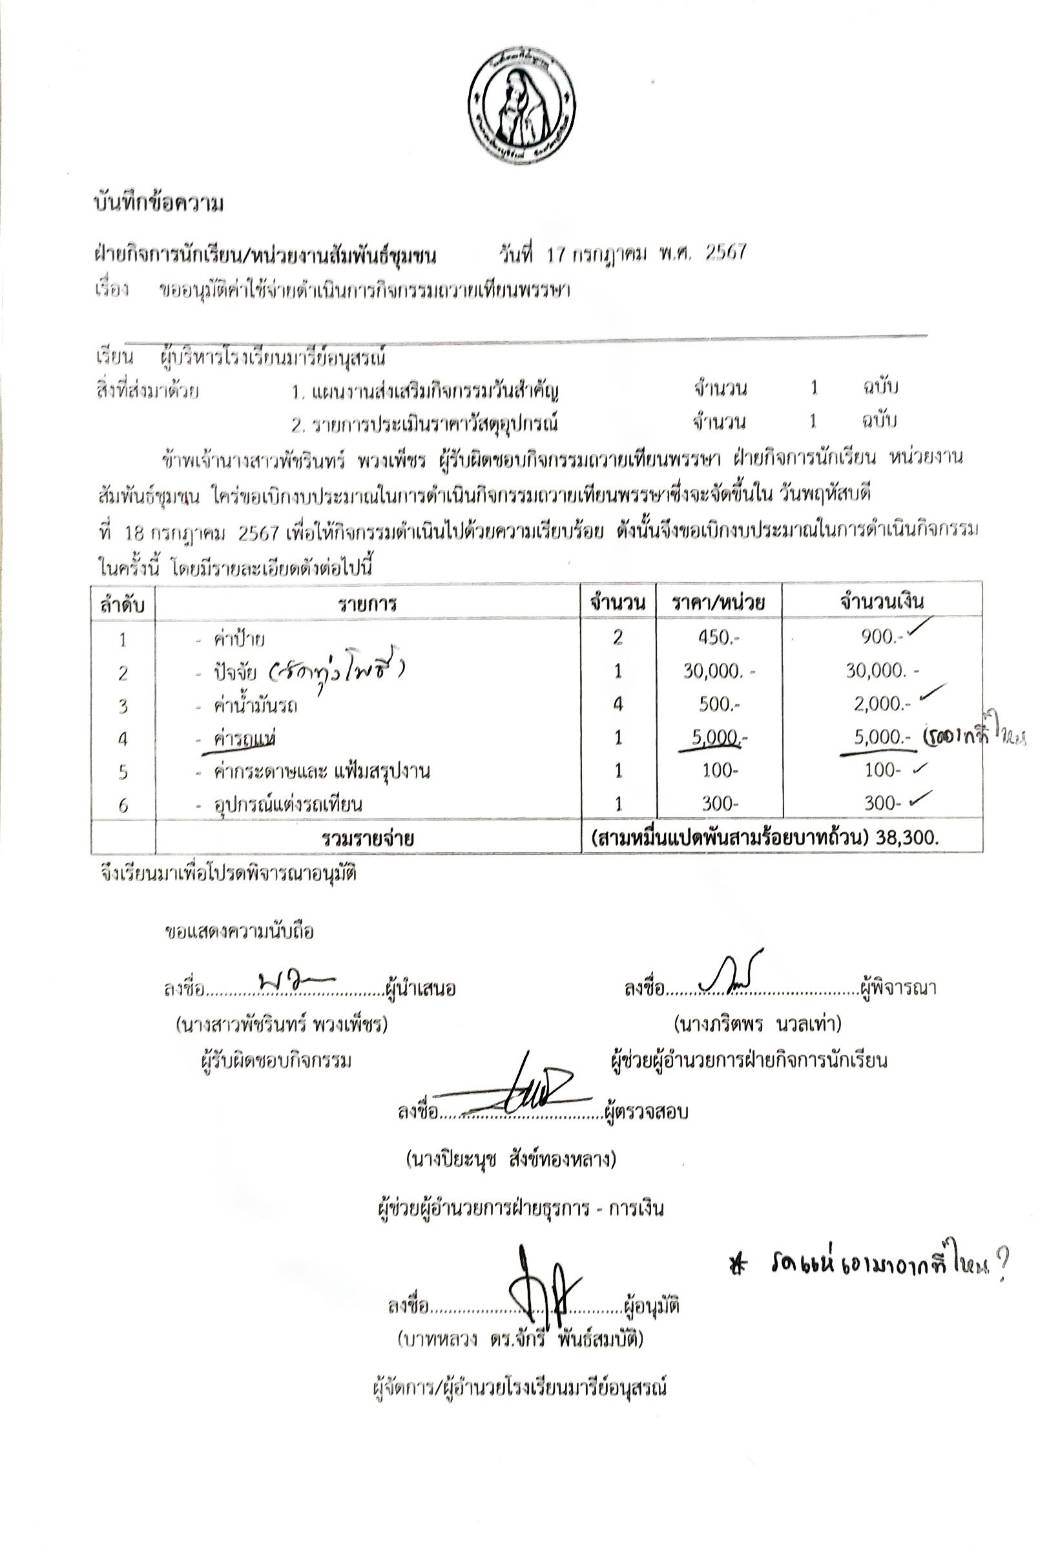 บันทึกข้อความ
ฝ่ายกิจการนักเรียน/หน่วยงานสัมพันธ์ชุมชน วันที่ 17 กรกฎาคม พ.ศ. 2567
เรื่อง ขออนุมัติค่าใช้จ่ายดำเนินการกิจกรรมถวายเทียนพรรษา
เรียน ผู้บริหารโรงเรียนมารีย์อนุสรณ์
สิ่งที่ส่งมาด้วย 1. แผนงานส่งเสริมกิจกรรมวันสำคัญ จำนวน 1 ฉบับ
2. รายการประเมินราคาวัสดุอุปกรณ์ จำนวน 1 ฉบับ
ข้าพเจ้านางสาวพัชรินทร์ พวงเพ็ชร ผู้รับผิดชอบกิจกรรมถวายเทียนพรรษา ฝ่ายกิจการนักเรียน หน่วยงาน
สัมพันธ์ชุมชน ใคร่ขอเบิกงบประมาณในการดำเนินกิจกรรมถวายเทียนพรรษาซึ่งจะจัดขึ้นใน วันพฤหัสบดี
ที่ 18 กรกฎาคม 2567 เพื่อให้กิจกรรมดำเนินไปด้วยความเรียบร้อย ดังนั้นจึงขอเบิกงบประมาณในการดำเนินกิจกรรม
ในครั้งนี้ โดยมีรายละเอียดดังต่อไปนี้
ลำดับ รายการ จำนวน ราคา/หน่วย จำนวนเงิน
1 - ค่าป้าย 2 450.- 900.-
2 - ปัจจัย (วัดทุ่งโพธิ์) 1 30,000. - 30,000. -
3 - ค่าน้ำมันรถ 4 500.- 2,000.-
4 - ค่ารถแห่ 1 5,000.- 5,000.- (รถจากที่ไหน
5 - ค่ากระดาษและ แฟ้มสรุปงาน 1 100- 100-
6 - อุปกรณ์แต่งรถเทียน 1 300- 300-
รวมรายจ่าย (สามหมื่นแปดพันสามร้อยบาทถ้วน) 38,300.
จึงเรียนมาเพื่อโปรดพิจารณาอนุมัติ
ขอแสดงความนับถือ
ลงชื่อ......................................ผู้นำเสนอ ลงชื่อ.........................................ผู้พิจารณา
(นางสาวพัชรินทร์ พวงเพ็ชร) (นางภริตพร นวลเท่า)
ผู้รับผิดชอบกิจกรรม ผู้ช่วยผู้อำนวยการฝ่ายกิจการนักเรียน
ลงชื่อ...................................ผู้ตรวจสอบ
(นางปิยะนุช สังข์ทองหลาง)
ผู้ช่วยผู้อำนวยการฝ่ายธุรการ - การเงิน
* รถแห่เอามาจากที่ไหน?
ลงชื่อ.........................................ผู้อนุมัติ
(บาทหลวง ดร.จักรี พันธ์สมบัติ)
ผู้จัดการ/ผู้อำนวยโรงเรียนมารีย์อนุสรณ์